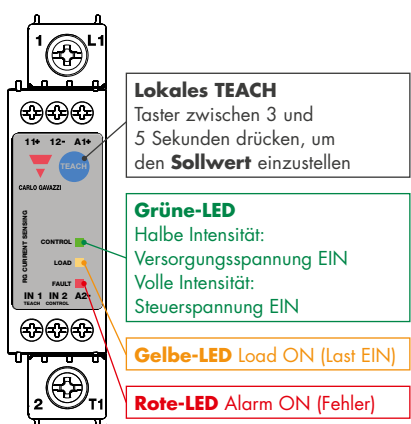 1 L1
11+ 12- A1+
TEACH
CARLO GAVAZZI
RG CURRENT SENSING
CONTROL
LOAD
FAULT
IN 1 IN 2 A2-
TEACH CONTROL
2 T1
Lokales TEACH
Taster zwischen 3 und
5 Sekunden drücken, um
den Sollwert einzustellen
Grüne-LED
Halbe Intensität:
Versorgungsspannung EIN
Volle Intensität:
Steuerspannung EIN
Gelbe-LED Load ON (Last EIN)
Rote-LED Alarm ON (Fehler)